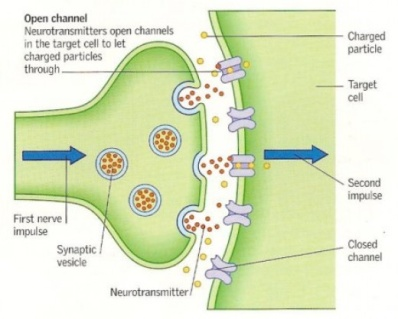 Open channel
Neurotransmitters open channels
in the target cell to let
charged particles
through
Charged
particle
Target
cell
First nerve
impulse
Synaptic
vesicle
Neurotransmitter
Second
impulse
Closed
channel